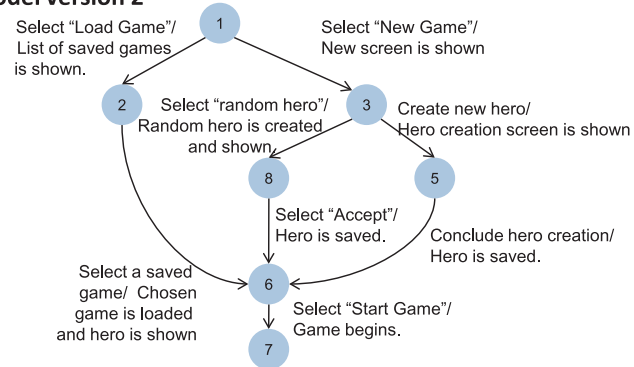 version 2
1
Select “Load Game”/
List of saved games
is shown.
Select “New Game”/
New screen is shown
2
Select “random hero”/
Random hero is created
and shown.
3
Create new hero/
Hero creation screen is shown
8
5
Select “Accept”/
Hero is saved.
Conclude hero creation/
Hero is saved.
Select a saved
game/ Chosen
game is loaded
and hero is shown
6
Select “Start Game”/
Game begins.
7